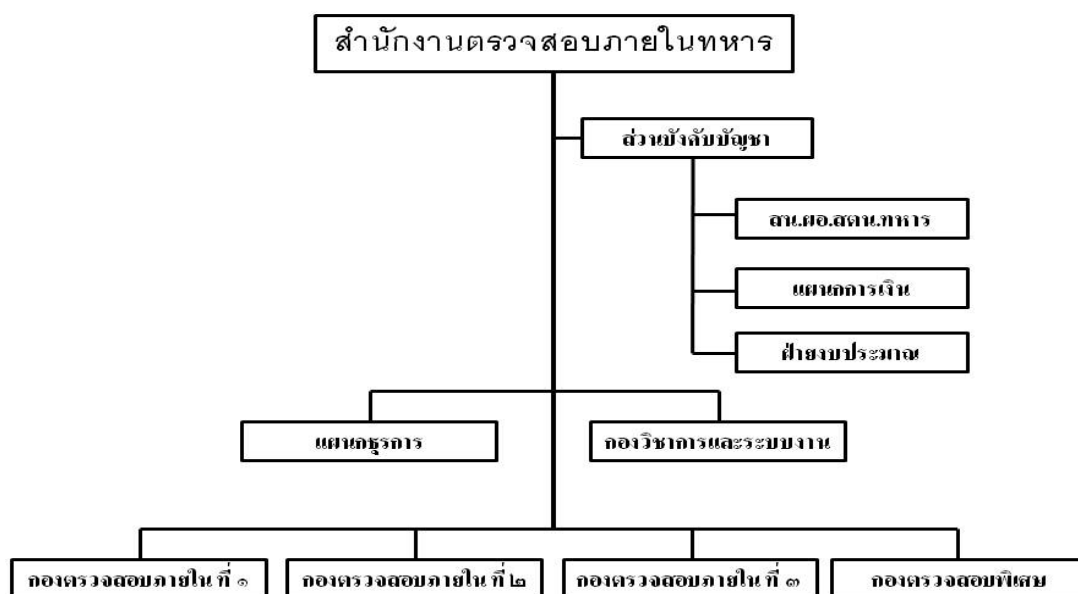 สำนักงานตรวจสอบภายในทหาร
ส่วนบังคับบัญชา
สน.ผอ.สตน.ทหาร
แผนกการเงิน
ฝ่ายงบประมาณ
แผนกธุรการ
กองวิชาการและระบบงาน
กองตรวจสอบภายใน ที่ ๑
กองตรวจสอบภายใน ที่ ๒
กองตรวจสอบภายใน ที่ ๓
กองตรวจสอบพิเศษ